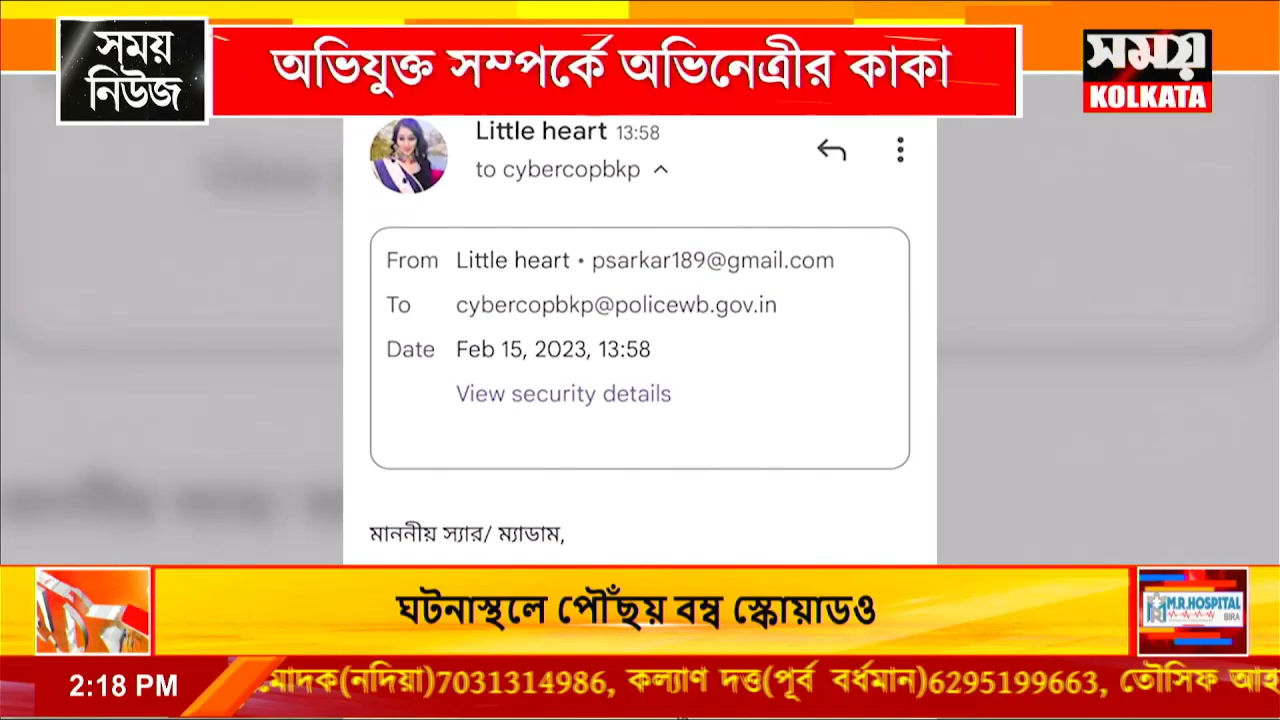 সময়
নিউজ
অভিযুক্ত সম্পর্কে অভিনেত্রীর কাকা
সময়
KOLKATA
Little heart 13:58
to cybercopbkp
From Little heart • psarkar189@gmail.com
To cybercopbkp@policewb.gov.in
Date Feb 15, 2023, 13:58
View security details
মাননীয় স্যার/ ম্যাডাম,
ঘটনাস্থলে পৌঁছয় বম্ব স্কোয়াডও
M.R.HOSPITAL
BIRA
2:18 PM
মোদক(নদিয়া)7031314986, কল্যাণ দত্ত(পূর্ব বর্ধমান)6295199663, তৌসিফ আহ